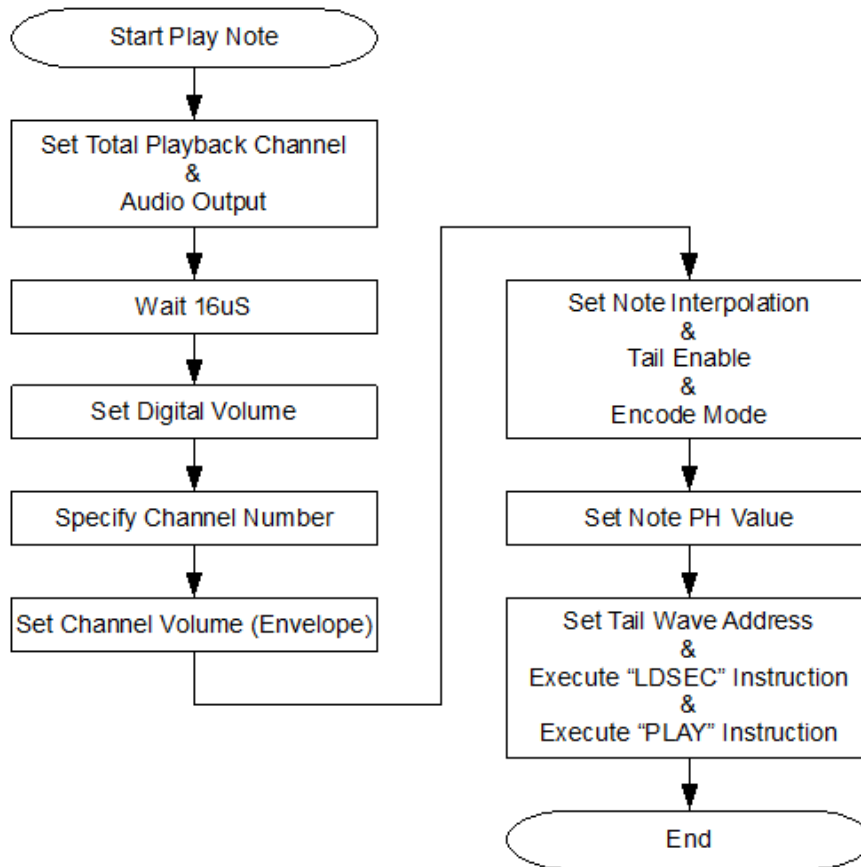 Start Play Note
Set Total Playback Channel
&
Audio Output
Wait 16uS
Set Digital Volume
Specify Channel Number
Set Channel Volume (Envelope)
Set Note Interpolation
&
Tail Enable
&
Encode Mode
Set Note PH Value
Set Tail Wave Address
&
Execute “LDSEC” Instruction
&
Execute “PLAY” Instruction
End